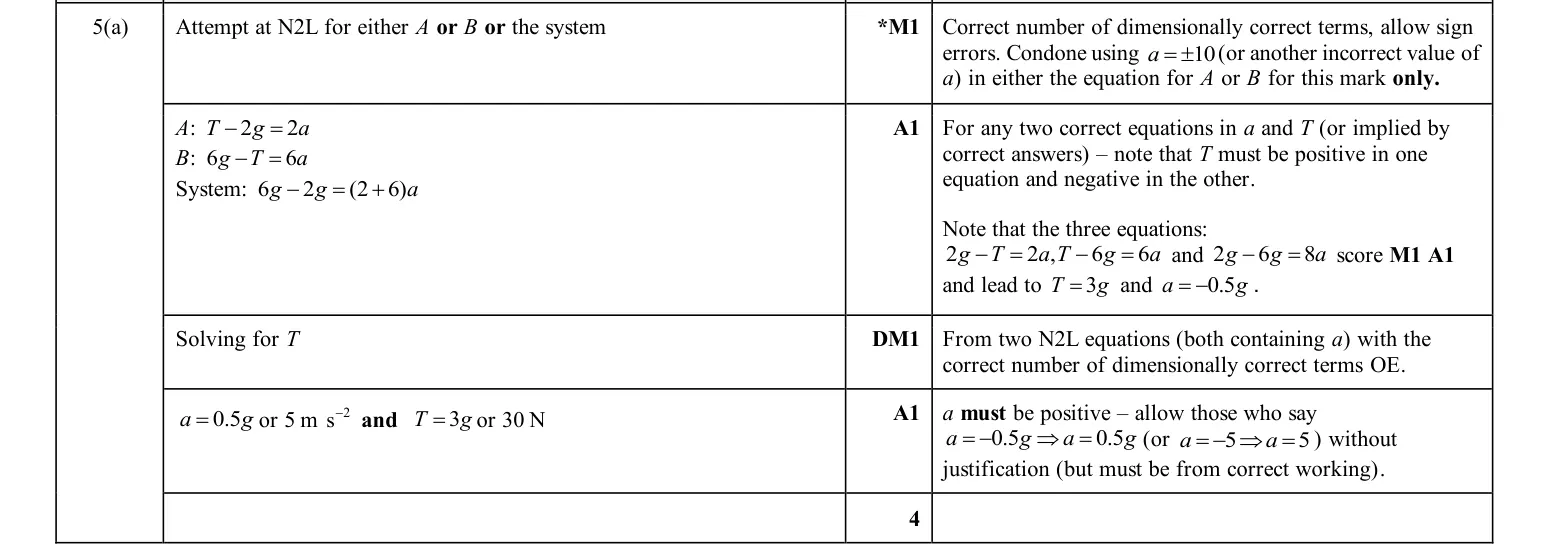 5(a)
Attempt at N2L for either A or B or the system
*M1
Correct number of dimensionally correct terms, allow sign
errors. Condone using a = ±10 (or another incorrect value of
a) in either the equation for A or B for this mark only.
A: T − 2g = 2a
B: 6g − T = 6a
System: 6g − 2g = (2 + 6)a
A1
For any two correct equations in a and T (or implied by
correct answers) – note that T must be positive in one
equation and negative in the other.
Note that the three equations:
2g − T = 2a, T − 6g = 6a and 2g − 6g = 8a score M1 A1
and lead to T = 3g and a = −0.5g .
Solving for T
DM1
From two N2L equations (both containing a) with the
correct number of dimensionally correct terms OE.
a = 0.5g or 5 m s⁻² and T = 3g or 30 N
A1
a must be positive – allow those who say
a = −0.5g ⇒ a = 0.5g (or a = −5 ⇒ a = 5 ) without
justification (but must be from correct working).
4